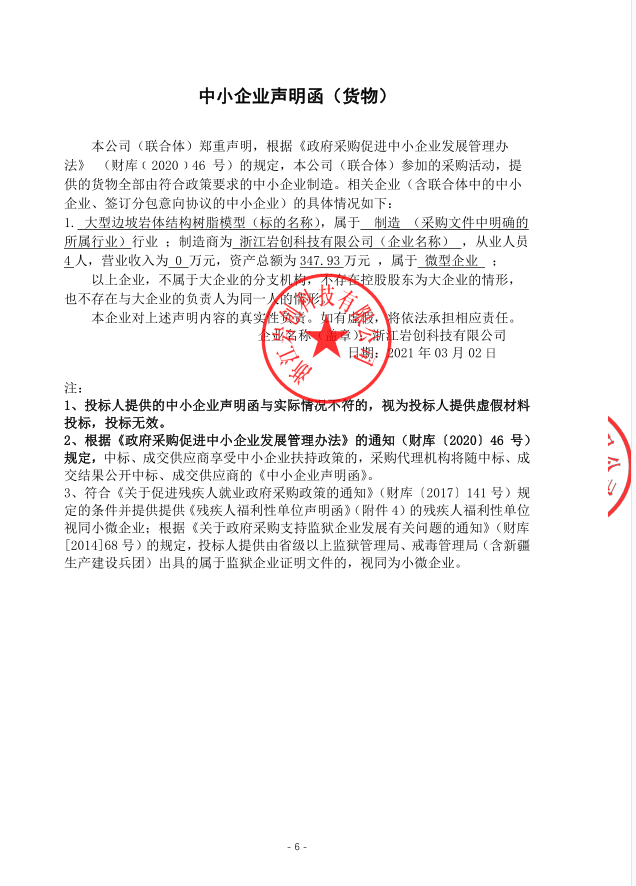 中小企业声明函（货物）
本公司（联合体）郑重声明，根据《政府采购促进中小企业发展管理办
法》 （财库﹝2020﹞46 号）的规定，本公司（联合体）参加的采购活动，提
供的货物全部由符合政策要求的中小企业制造。相关企业（含联合体中的中小
企业、签订分包意向协议的中小企业）的具体情况如下：
1. 大型边坡岩体结构树脂模型（标的名称），属于 制造 （采购文件中明确的
所属行业）行业 ；制造商为 浙江岩创科技有限公司（企业名称） ，从业人员
4 人，营业收入为 0 万元，资产总额为 347.93 万元 ，属于 微型企业 ；
以上企业，不属于大企业的分支机构，不存在控股股东为大企业的情形，
也不存在与大企业的负责人为同一人的情形。
本企业对上述声明内容的真实性负责。如有虚假，将依法承担相应责任。
企业名称（盖章）：浙江岩创科技有限公司
日期：2021 年 03 月 02 日
浙江岩创科技有限公司
注：
1、投标人提供的中小企业声明函与实际情况不符的，视为投标人提供虚假材料
投标，投标无效。
2、根据《政府采购促进中小企业发展管理办法》的通知（财库〔2020〕46 号）
规定，中标、成交供应商享受中小企业扶持政策的，采购代理机构将随中标、成
交结果公开中标、成交供应商的《中小企业声明函》。
3、符合《关于促进残疾人就业政府采购政策的通知》（财库〔2017〕141 号）规
定的条件并提供提供《残疾人福利性单位声明函》（附件 4）的残疾人福利性单位
视同小微企业；根据《关于政府采购支持监狱企业发展有关问题的通知》（财库
[2014]68 号）的规定，投标人提供由省级以上监狱管理局、戒毒管理局（含新疆
生产建设兵团）出具的属于监狱企业证明文件的，视同为小微企业。
- 6 -